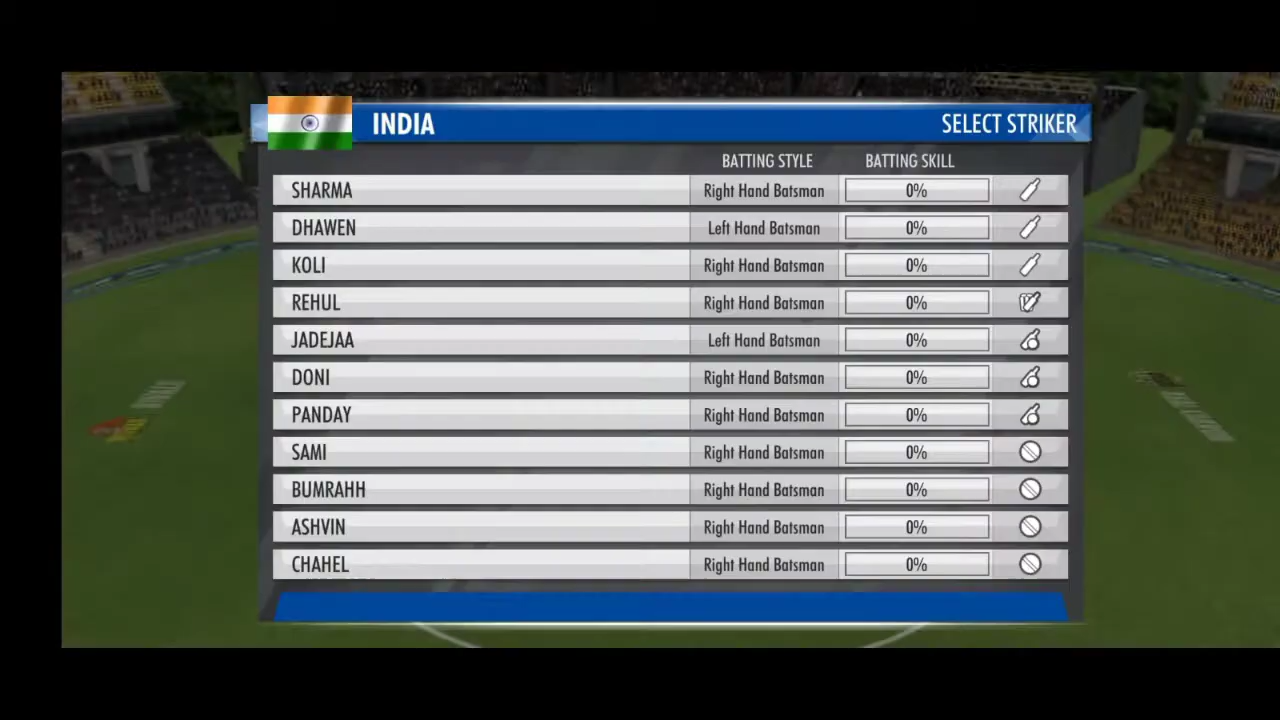 INDIA SELECT STRIKER
BATTING STYLE BATTING SKILL
SHARMA Right Hand Batsman 0%
DHAWEN Left Hand Batsman 0%
KOLI Right Hand Batsman 0%
REHUL Right Hand Batsman 0%
JADEJAA Left Hand Batsman 0%
DONI Right Hand Batsman 0%
PANDAY Right Hand Batsman 0%
SAMI Right Hand Batsman 0%
BUMRAHH Right Hand Batsman 0%
ASHVIN Right Hand Batsman 0%
CHAHEL Right Hand Batsman 0%